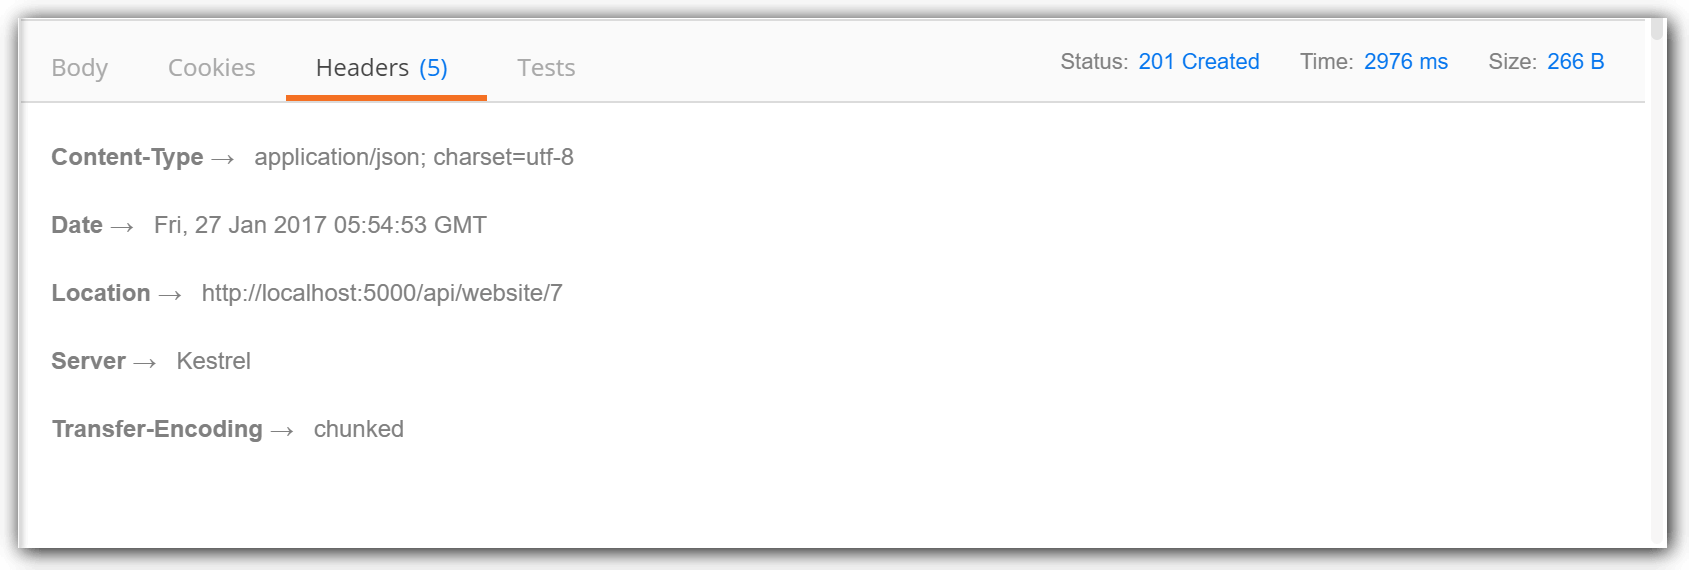 Body Cookies Headers (5) Tests Status: 201 Created Time: 2976 ms Size: 266 B
Content-Type → application/json; charset=utf-8
Date → Fri, 27 Jan 2017 05:54:53 GMT
Location → http://localhost:5000/api/website/7
Server → Kestrel
Transfer-Encoding → chunked